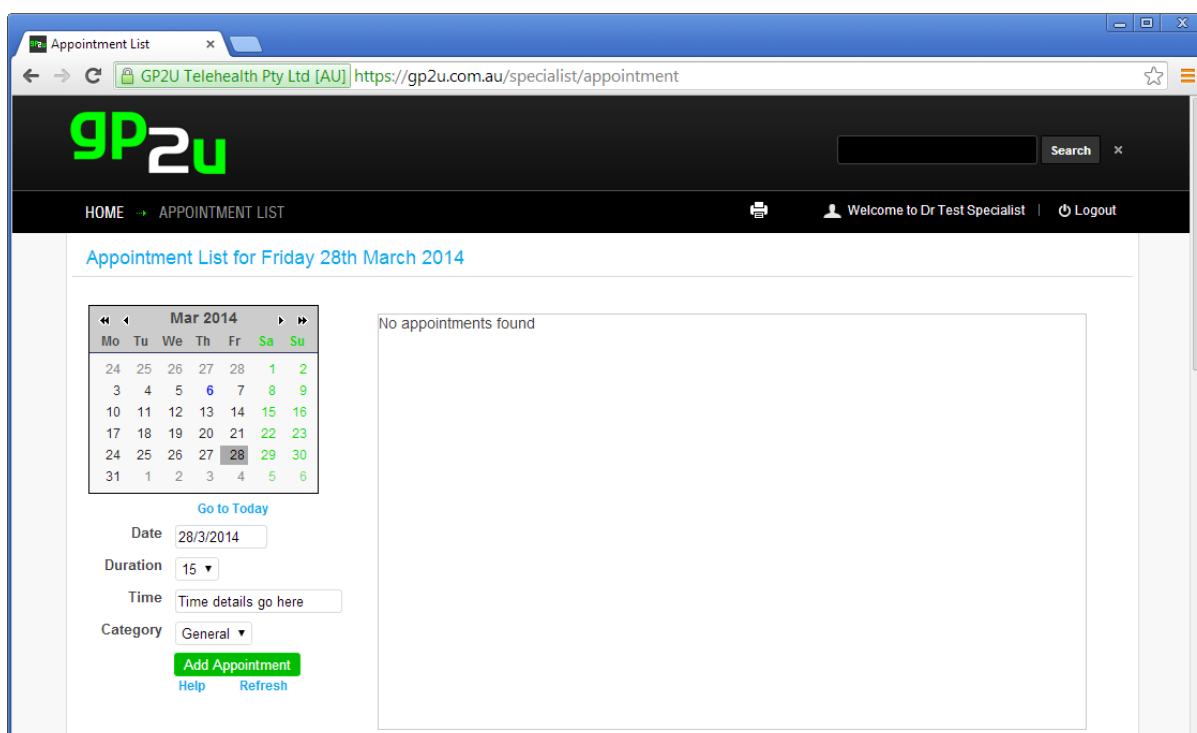 Appointment List
GP2U Telehealth Pty Ltd [AU] https://gp2u.com.au/specialist/appointment
gp2u
Search
HOME APPOINTMENT LIST Welcome to Dr Test Specialist | Logout
Appointment List for Friday 28th March 2014
Mar 2014
Mo Tu We Th Fr Sa Su
24 25 26 27 28 1 2
3 4 5 6 7 8 9
10 11 12 13 14 15 16
17 18 19 20 21 22 23
24 25 26 27 28 29 30
31 1 2 3 4 5 6
Go to Today
Date 28/3/2014
Duration 15
Time Time details go here
Category General
Add Appointment
Help Refresh
No appointments found